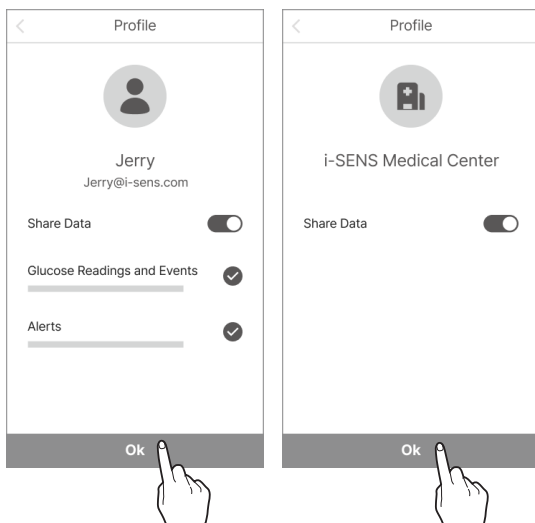 Profile
Jerry
Jerry@i-sens.com
Share Data
Glucose Readings and Events
Alerts
Ok
Profile
i-SENS Medical Center
Share Data
Ok